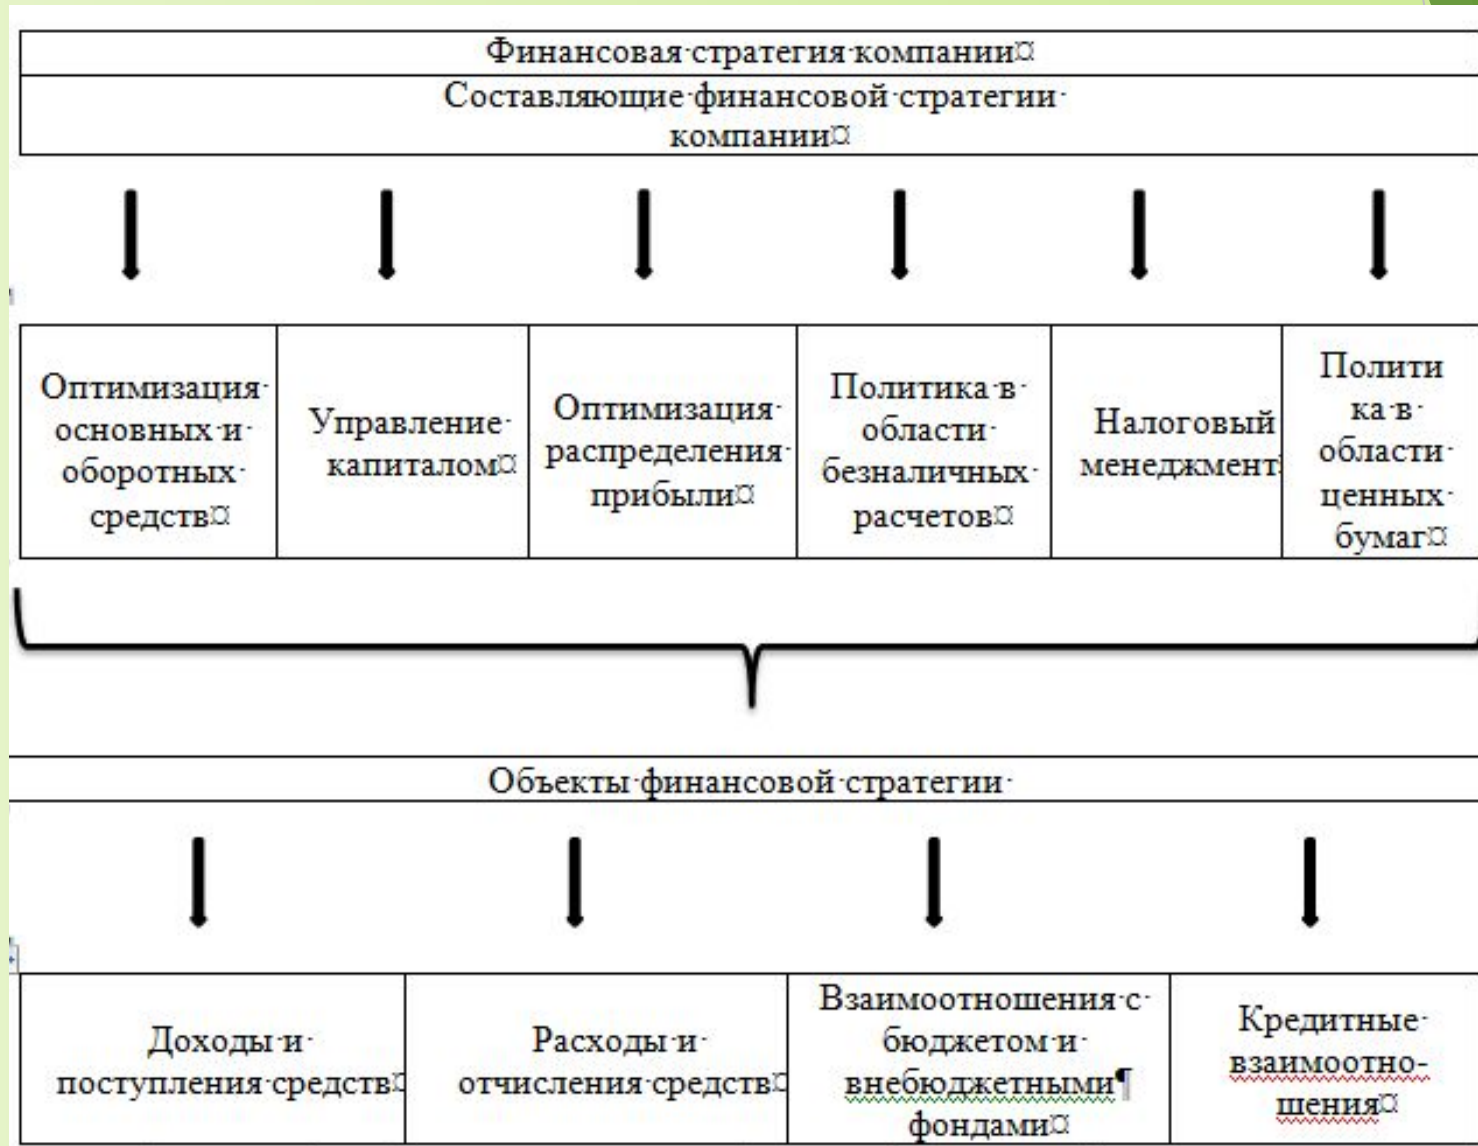 Финансовая стратегия компании
Составляющие финансовой стратегии
компании
Оптимизация
основных и
оборотных
средств
Управление
капиталом
Оптимизация
распределения
прибыли
Политика в
области
безналичных
расчетов
Налоговый
менеджмент
Полити
ка в
области
ценных
бумаг
Объекты финансовой стратегии
Доходы и
поступления средств
Расходы и
отчисления средств
Взаимоотношения с
бюджетом и
внебюджетными
фондами
Кредитные
взаимоотно-
шения